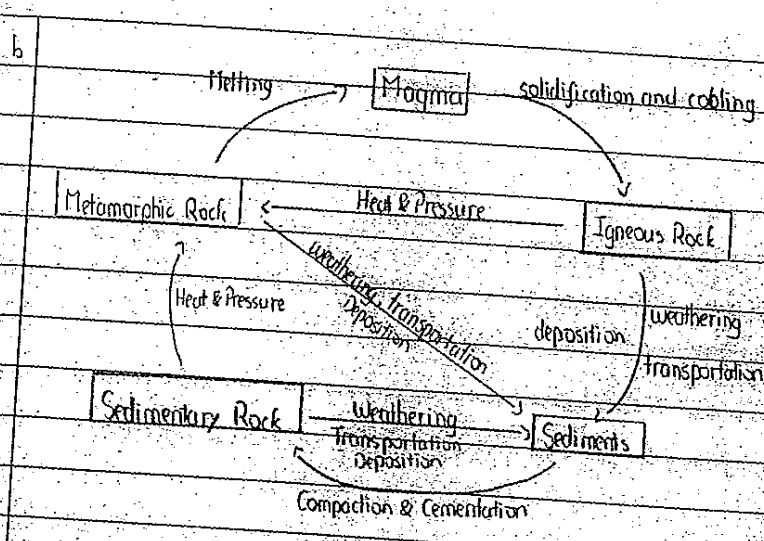 b
Melting
Magma
solidification and cooling
Metamorphic Rock
Heat & Pressure
Igneous Rock
Heat & Pressure
weathering, transportation
Deposition
deposition
weathering
transportation
Sedimentary Rock
Weathering
Transportation
Deposition
Sediments
Compaction & Cementation